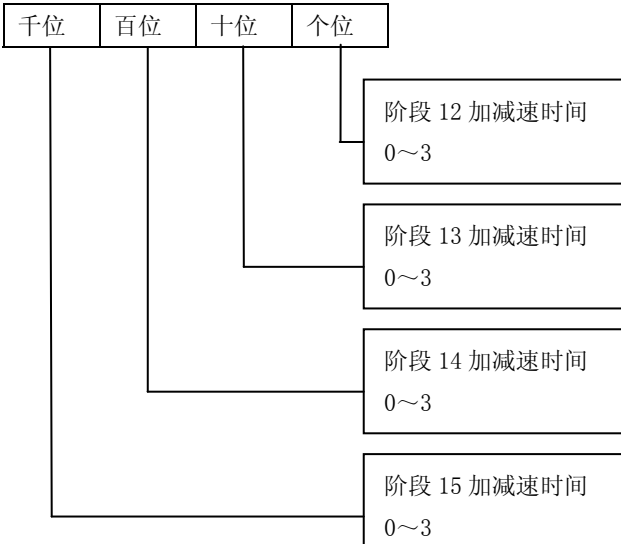 千位 百位 十位 个位
阶段 12 加减速时间
0～3
阶段 13 加减速时间
0～3
阶段 14 加减速时间
0～3
阶段 15 加减速时间
0～3